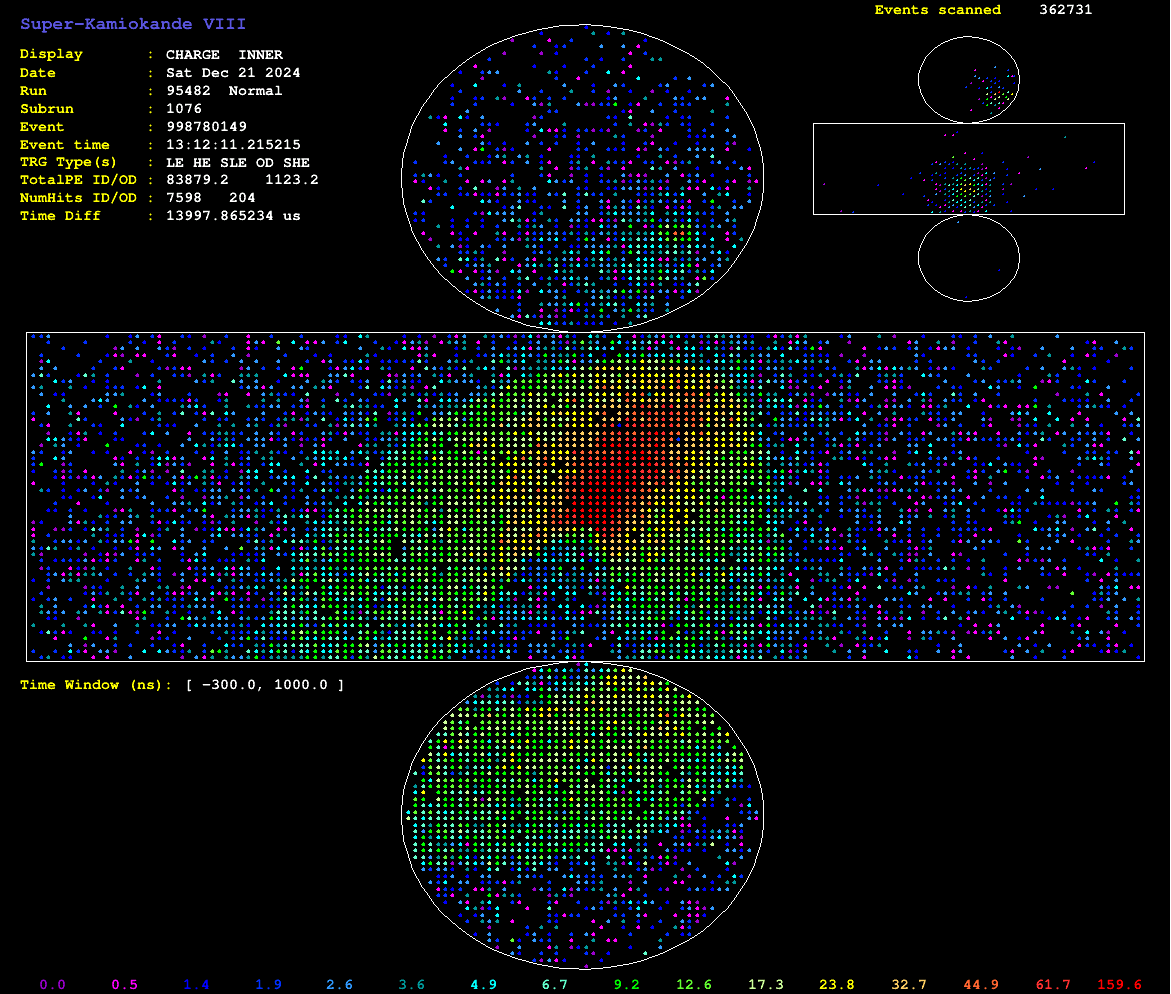 Super-Kamiokande VIII
Events scanned 362731
Display : CHARGE INNER
Date : Sat Dec 21 2024
Run : 95482 Normal
Subrun : 1076
Event : 998780149
Event time : 13:12:11.215215
TRG Type(s) : LE HE SLE OD SHE
TotalPE ID/OD : 83879.2 1123.2
NumHits ID/OD : 7598 204
Time Diff : 13997.865234 us
Time Window (ns): [ −300.0, 1000.0 ]
0.0 0.5 1.4 1.9 2.6 3.6 4.9 6.7 9.2 12.6 17.3 23.8 32.7 44.9 61.7 159.6